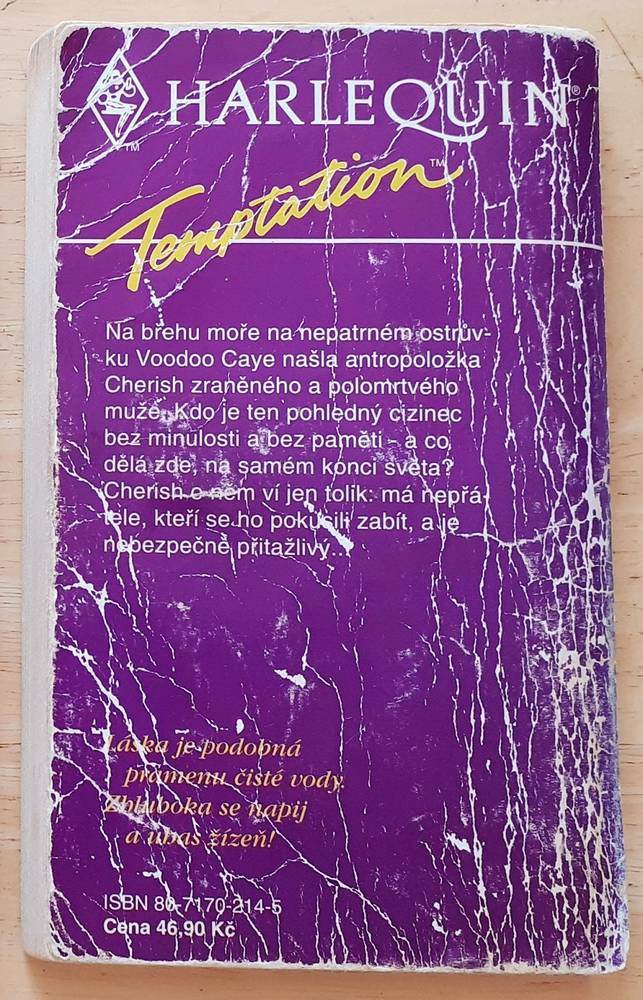 HARLEQUIN®
™
Temptation™
Na břehu moře na nepatrném ostrův-
ku Voodoo Caye našla antropoložka
Cherish zraněného a polomrtvého
muže. Kdo je ten pohledný cizinec
bez minulosti a bez paměti - a co
dělá zde, na samém konci světa?
Cherish o něm ví jen tolik: má nepřá-
tele, kteří se ho pokusili zabít, a je
nebezpečně přitažlivý...
Láska je podobná
pramenu čisté vody.
Zhluboka se napij
a uhas žízeň!
ISBN 80-7170-214-5
Cena 46,90 Kč